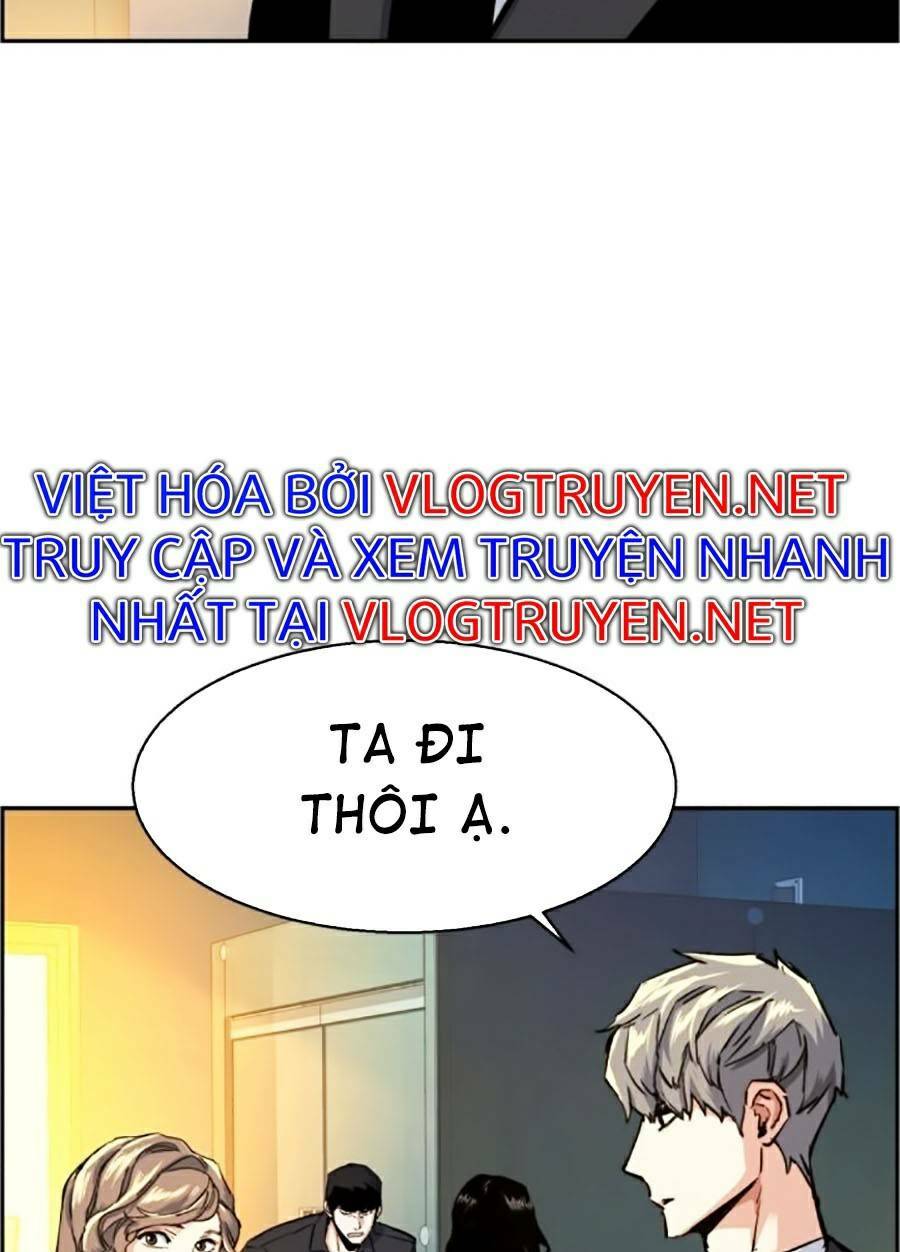 VIỆT HÓA BỞI VLOGTRUYEN.NET
TRUY CẬP VÀ XEM TRUYỆN NHANH
NHẤT TẠI VLOGTRUYEN.NET
TA ĐI
THÔI Ạ.